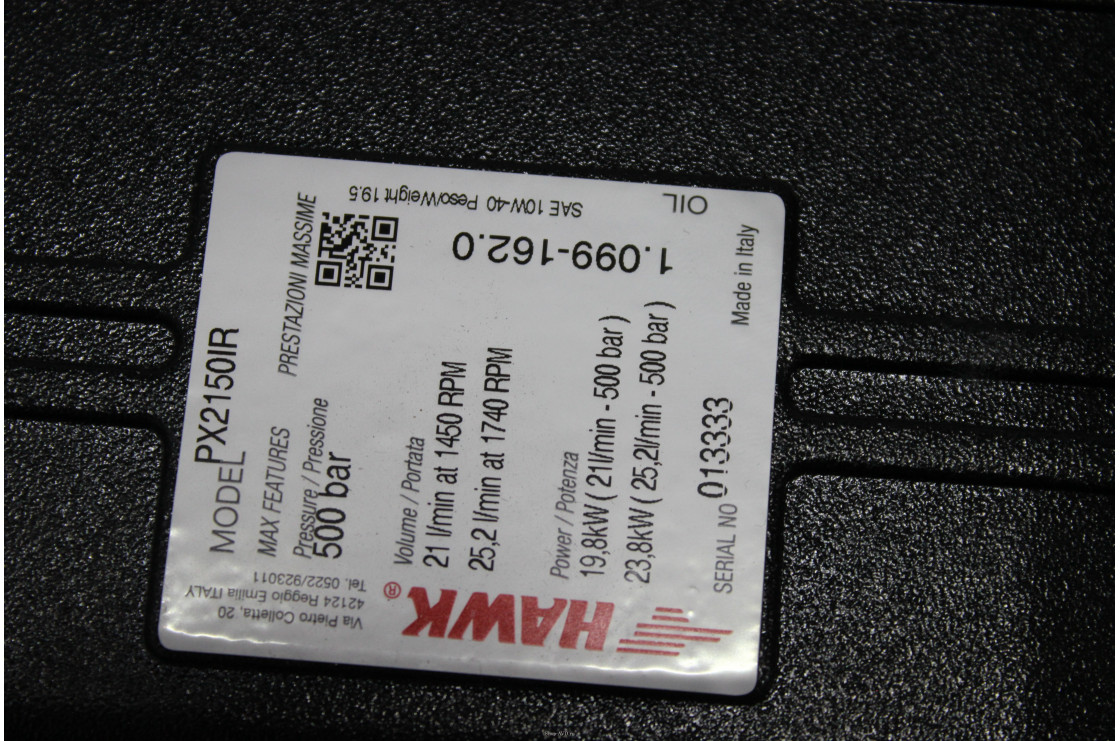 HAWK®
Via Pietro Colletta, 20,
42124 Reggio Emilia ITALY
Tel. 0522/923011
MODEL PX2150IR
MAX FEATURES PRESTAZIONI MASSIME
Pressure / Pressione
500 bar
Volume / Portata
21 l/min at 1450 RPM
25,2 l/min at 1740 RPM
Power / Potenza
19,8kW ( 21l/min - 500 bar )
23,8kW ( 25,2l/min - 500 bar )
SERIAL NO 013333
Made in Italy
1.099-162.0
OIL SAE 10W-40 Peso/Weight 19.5